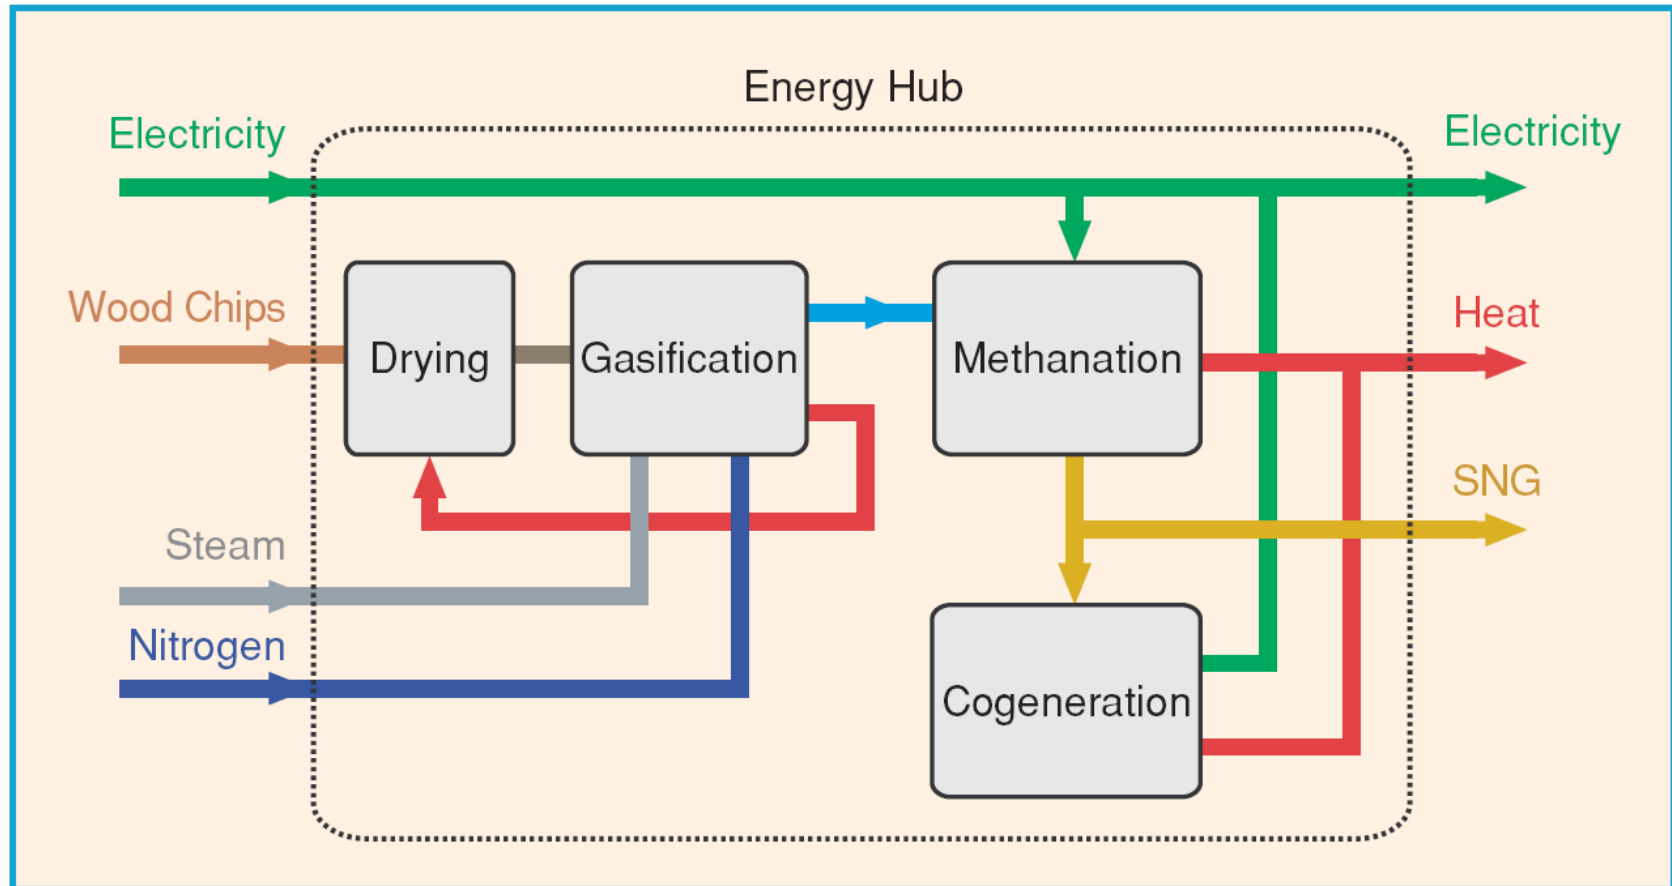 Energy Hub
Electricity
Electricity
Wood Chips
Heat
Drying
Gasification
Methanation
SNG
Steam
Nitrogen
Cogeneration